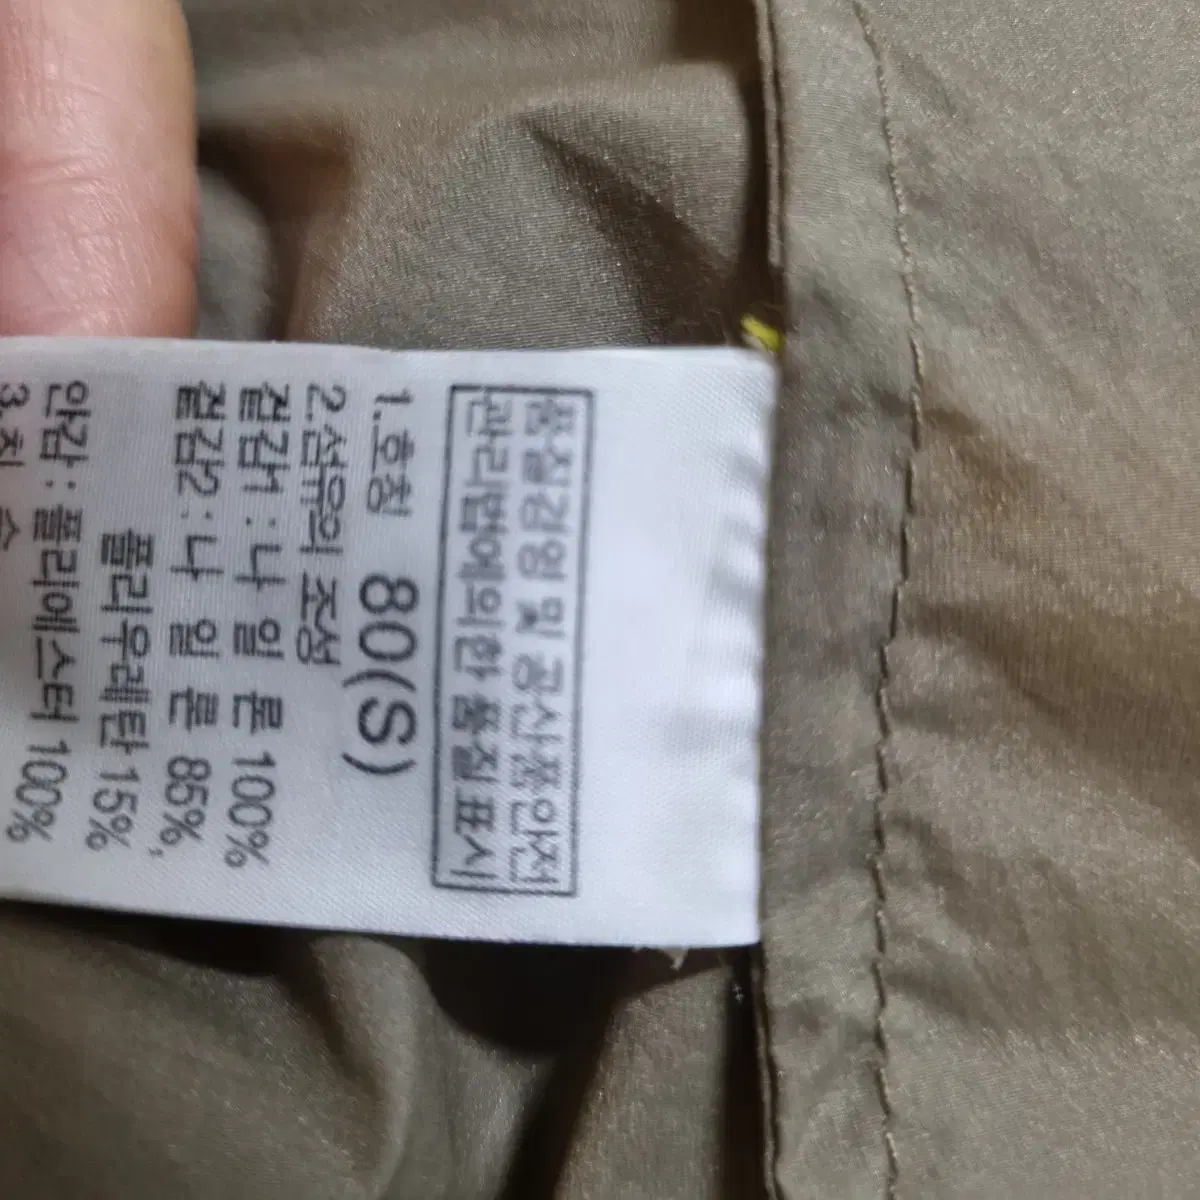 품질경영 및 공산품안전
관리법에의한 품질표시
1.호칭 80(S)
2.섬유의 조성
겉감1 : 나 일 론 100%
겉감2 : 나 일 론 85%,
폴리우레탄 15%
안감 : 폴리에스터 100%
3.치 수